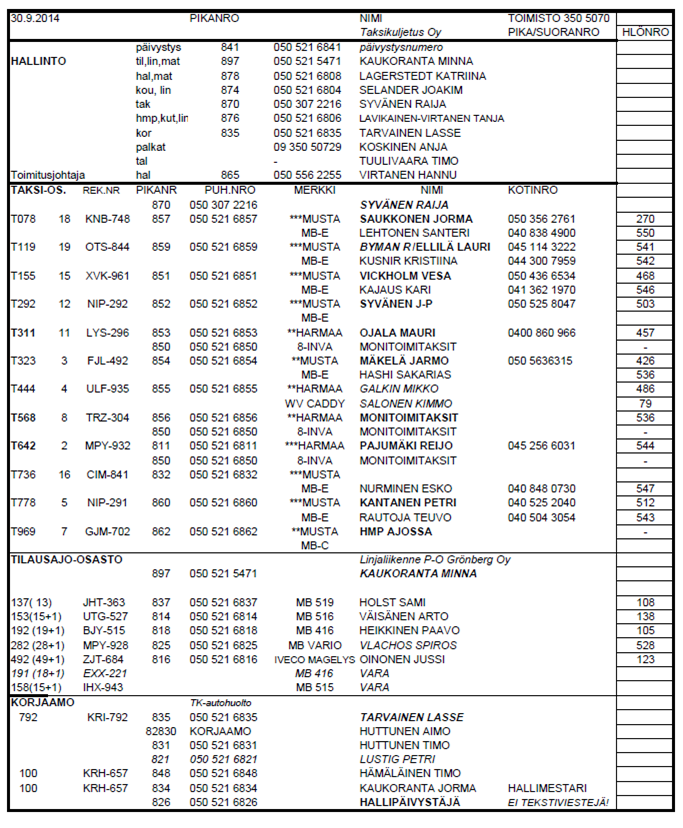 30.9.2014 PIKANRO NIMI TOIMISTO 350 5070
Taksikuljetus Oy PIKA/SUORANRO HLÖNRO
päivystys 841 050 521 6841 päivystysnumero
HALLINTO til,lin,mat 897 050 521 5471 KAUKORANTA MINNA
hal,mat 878 050 521 6808 LAGERSTEDT KATRIINA
kou, lin 874 050 521 6804 SELANDER JOAKIM
tak 870 050 307 2216 SYVÄNEN RAIJA
hmp,kut,lin 876 050 521 6806 LAVIKAINEN-VIRTANEN TANJA
kor 835 050 521 6835 TARVAINEN LASSE
palkat 09 350 50729 KOSKINEN ANJA
tal - TUULIVAARA TIMO
Toimitusjohtaja hal 865 050 556 2255 VIRTANEN HANNU
TAKSI-OS. REK.NR PIKANR PUH.NRO MERKKI NIMI KOTINRO
870 050 307 2216 SYVÄNEN RAIJA
T078 18 KNB-748 857 050 521 6857 ***MUSTA SAUKKONEN JORMA 050 356 2761 270
MB-E LEHTONEN SANTERI 040 838 4900 550
T119 19 OTS-844 859 050 521 6859 ***MUSTA BYMAN R/ELLILÄ LAURI 045 114 3222 541
MB-E KUSNIR KRISTIINA 044 300 7959 542
T155 15 XVK-961 851 050 521 6851 ***MUSTA VICKHOLM VESA 050 436 6534 468
MB-E KAJAUS KARI 041 362 1970 546
T292 12 NIP-292 852 050 521 6852 ***MUSTA SYVÄNEN J-P 050 525 8047 503
MB-E
T311 11 LYS-296 853 050 521 6853 **HARMAA OJALA MAURI 0400 860 966 457
850 050 521 6850 8-INVA MONITOIMITAKSIT -
T323 3 FJL-492 854 050 521 6854 **MUSTA MÄKELÄ JARMO 050 5636315 426
MB-E HASHI SAKARIAS 536
T444 4 ULF-935 855 050 521 6855 **HARMAA GALKIN MIKKO 486
WV CADDY SALONEN KIMMO 79
T568 8 TRZ-304 856 050 521 6856 **HARMAA MONITOIMITAKSIT 536
850 050 521 6850 8-INVA MONITOIMITAKSIT -
T642 2 MPY-932 811 050 521 6811 ***HARMAA PAJUMÄKI REIJO 045 256 6031 544
850 050 521 6850 8-INVA MONITOIMITAKSIT -
T736 16 CIM-841 832 050 521 6832 ***MUSTA
MB-E NURMINEN ESKO 040 848 0730 547
T778 5 NIP-291 860 050 521 6860 ***MUSTA KANTANEN PETRI 040 525 2040 512
MB-E RAUTOJA TEUVO 040 504 3054 543
T969 7 GJM-702 862 050 521 6862 **MUSTA HMP AJOSSA -
MB-C
TILAUSAJO-OSASTO Linjaliikenne P-O Grönberg Oy
897 050 521 5471 KAUKORANTA MINNA
137( 13) JHT-363 837 050 521 6837 MB 519 HOLST SAMI 108
153(15+1) UTG-527 814 050 521 6814 MB 516 VÄISÄNEN ARTO 138
192 (19+1) BJY-515 818 050 521 6818 MB 416 HEIKKINEN PAAVO 105
282 (28+1) MPY-928 825 050 521 6825 MB VARIO VLACHOS SPIROS 528
492 (49+1) ZJT-684 816 050 521 6816 IVECO MAGELYS OINONEN JUSSI 123
191 (18+1) EXX-221 MB 416 VARA
158(15+1) IHX-943 MB 515 VARA
KORJAAMO TK-autohuolto
792 KRI-792 835 050 521 6835 TARVAINEN LASSE
82830 KORJAAMO HUTTUNEN AIMO
831 050 521 6831 HUTTUNEN TIMO
821 050 521 6821 LUSTIG PETRI
100 KRH-657 848 050 521 6848 HÄMÄLÄINEN TIMO
100 KRH-657 834 050 521 6834 KAUKORANTA JORMA HALLIMESTARI
826 050 521 6826 HALLIPÄIVYSTÄJÄ EI TEKSTIVIESTEJÄ!